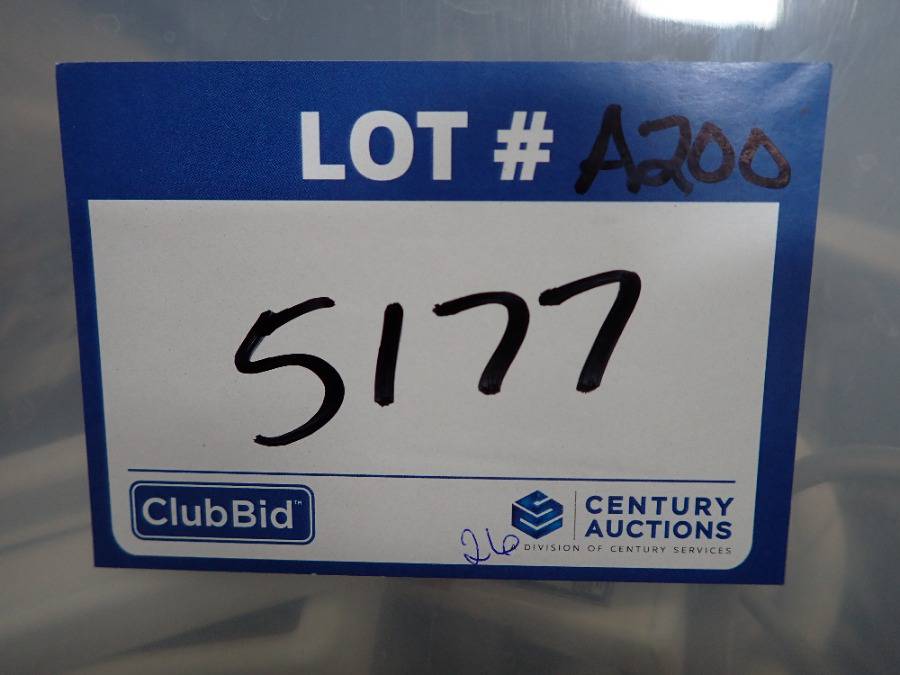 LOT # A200
5177
ClubBid™
26
CENTURY
AUCTIONS
A DIVISION OF CENTURY SERVICES